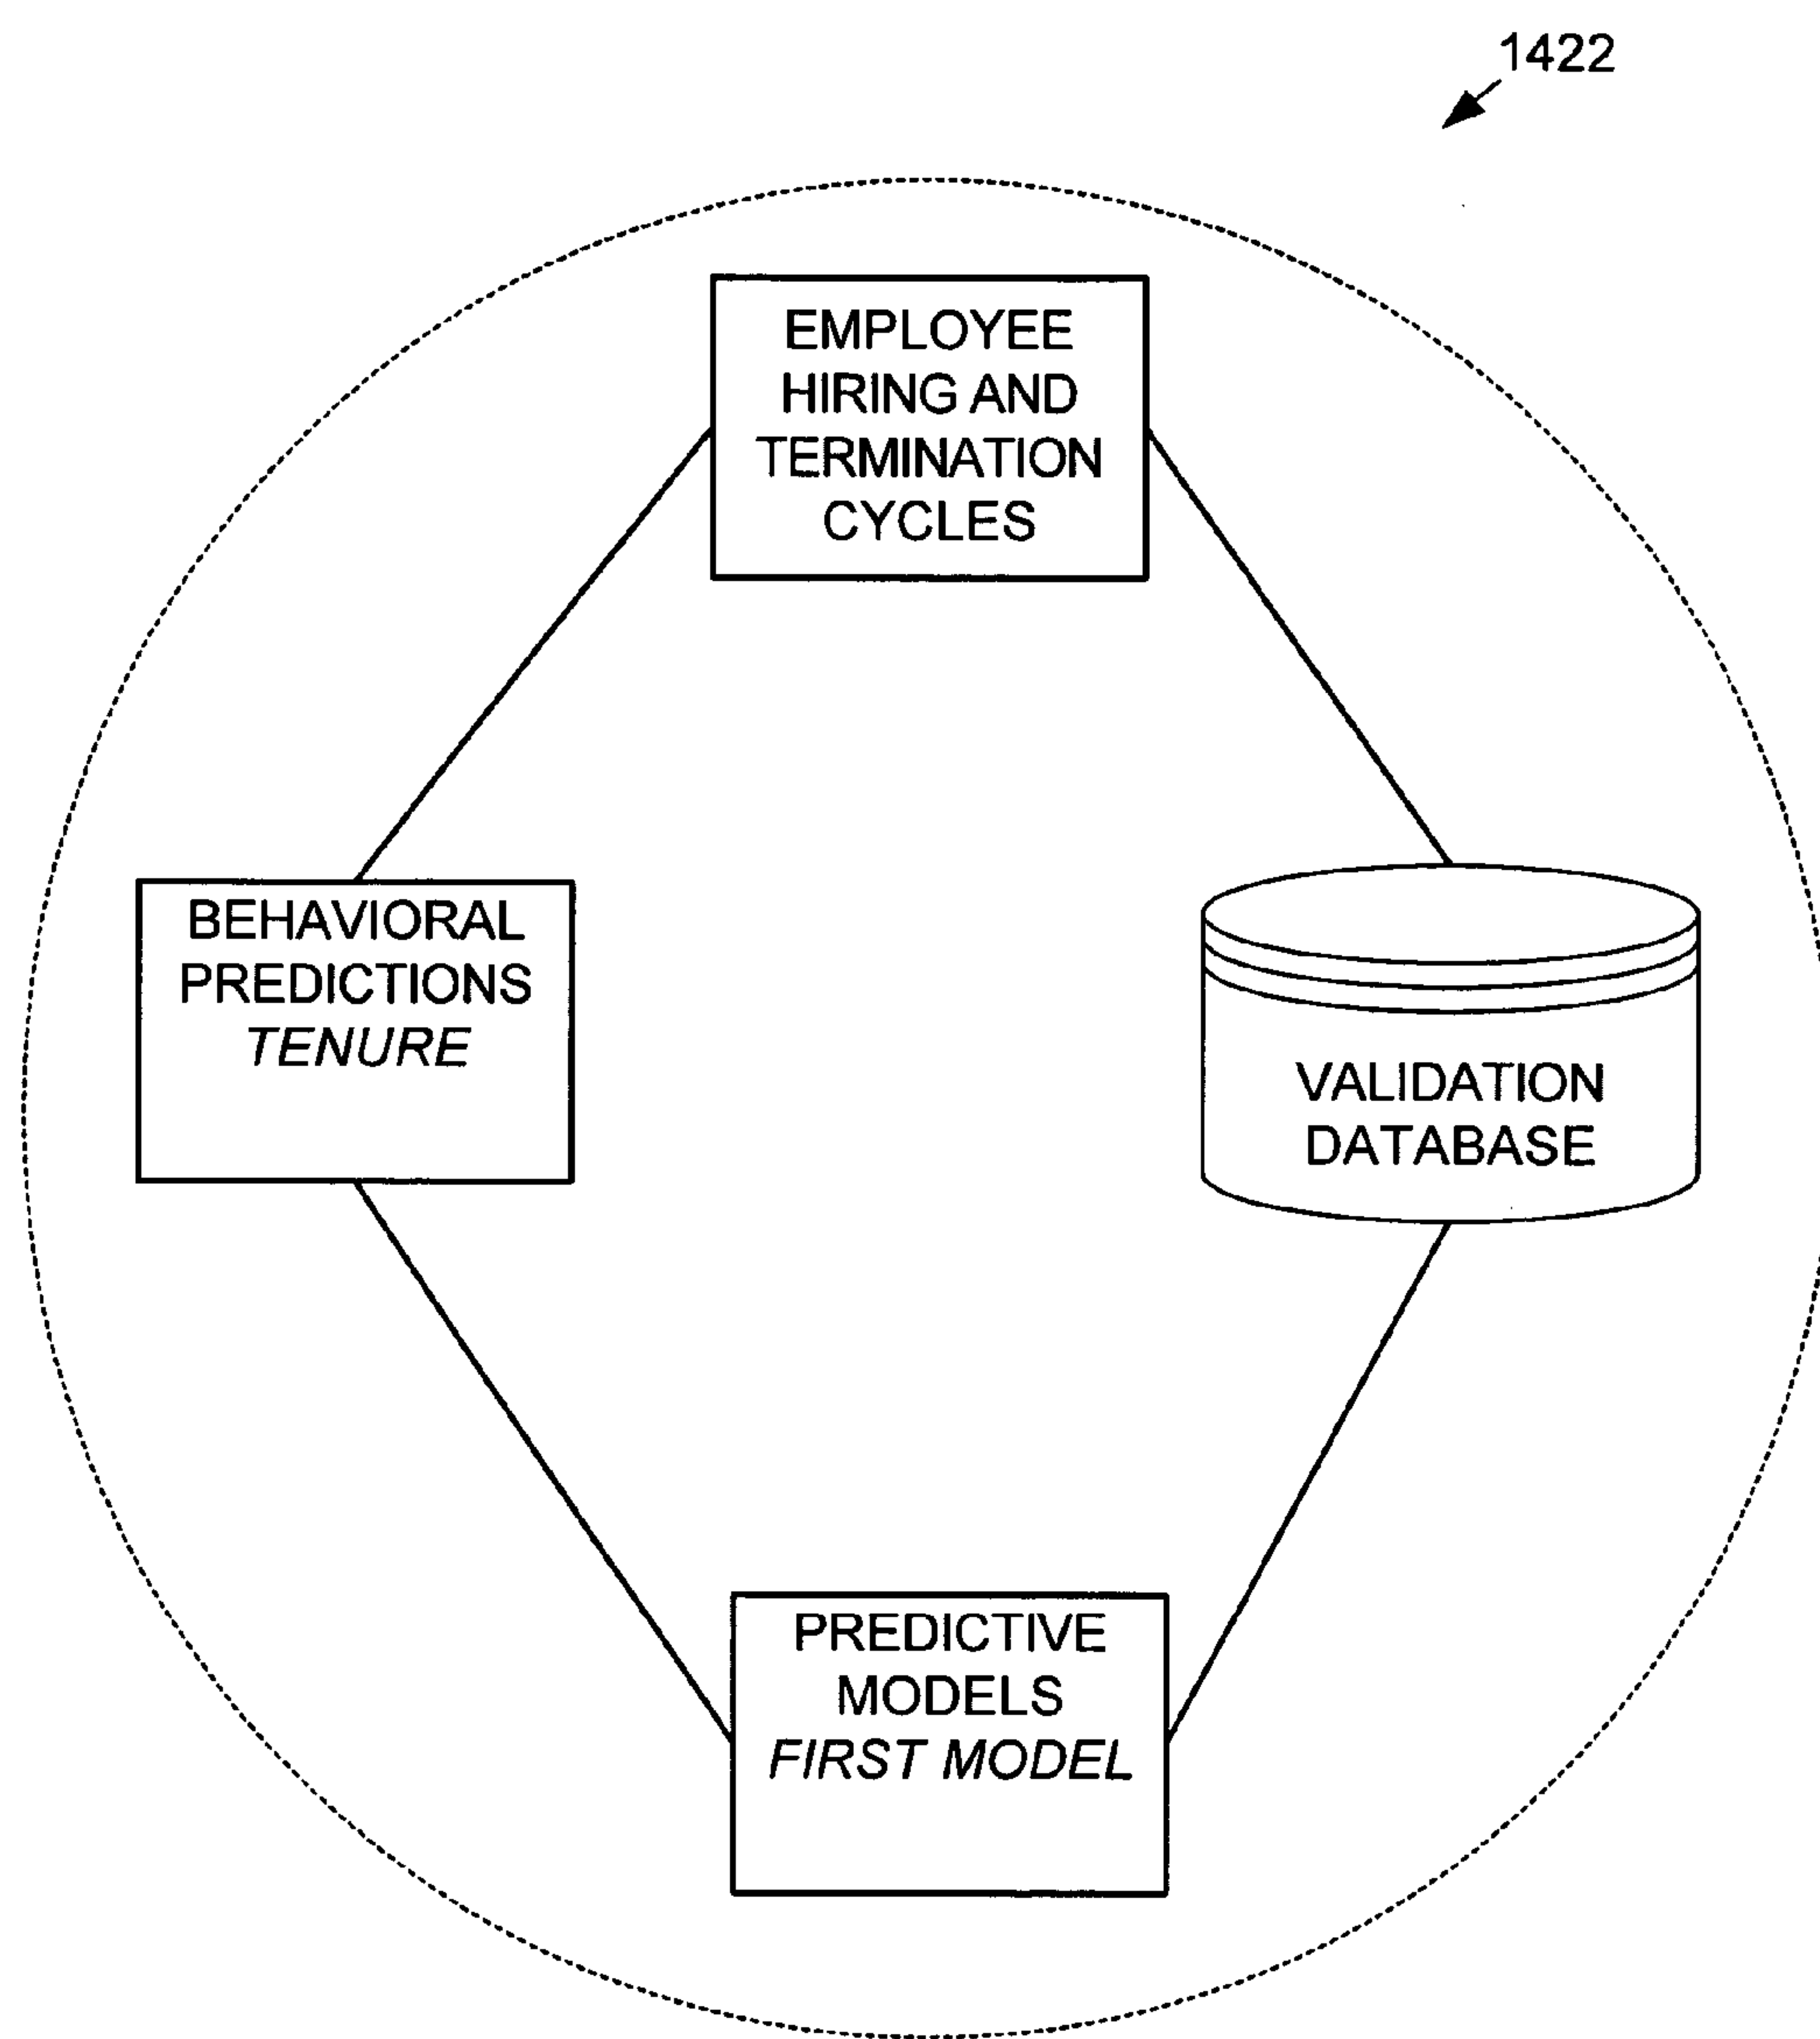 1422
EMPLOYEE
HIRING AND
TERMINATION
CYCLES
BEHAVIORAL
PREDICTIONS
TENURE
VALIDATION
DATABASE
PREDICTIVE
MODELS
FIRST MODEL